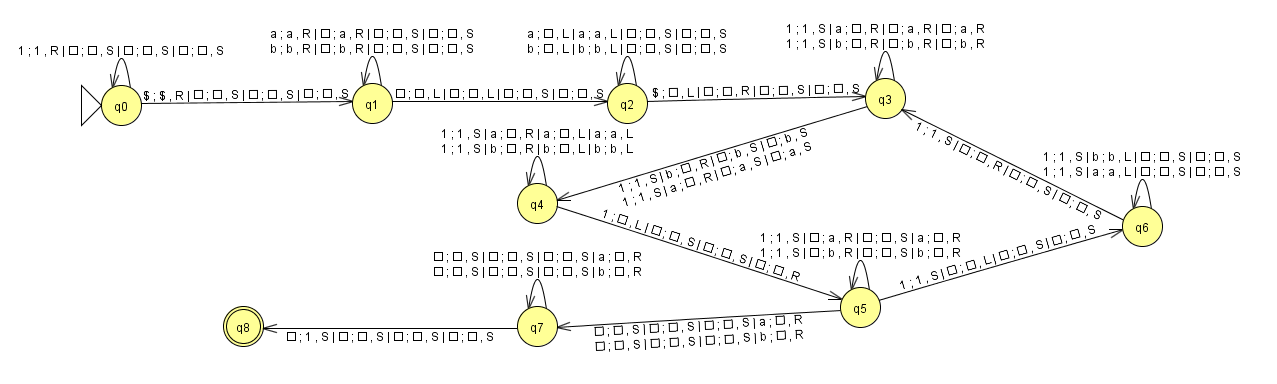 1 ; 1 , R | □ ; □ , S | □ ; □ , S | □ ; □ , S
a ; a , R | □ ; a , R | □ ; □ , S | □ ; □ , S
b ; b , R | □ ; b , R | □ ; □ , S | □ ; □ , S
a ; □ , L | a ; a , L | □ ; □ , S | □ ; □ , S
b ; □ , L | b ; b , L | □ ; □ , S | □ ; □ , S
1 ; 1 , S | a ; □ , R | □ ; a , R | □ ; a , R
1 ; 1 , S | b ; □ , R | □ ; b , R | □ ; b , R
q0
$ ; $ , R | □ ; □ , S | □ ; □ , S | □ ; □ , S
q1
□ ; □ , L | □ ; □ , L | □ ; □ , S | □ ; □ , S
q2
$ ; □ , L | □ ; □ , R | □ ; □ , S | □ ; □ , S
q3
1 ; 1 , S | a ; □ , R | a ; □ , L | a ; a , L
1 ; 1 , S | b ; □ , R | b ; □ , L | b ; b , L
1 ; 1 , S | b ; □ , R | □ ; b , S | □ ; b , S
1 ; 1 , S | a ; □ , R | □ ; a , S | □ ; a , S
1 ; 1 , S | □ ; □ , R | □ ; □ , S | □ ; □ , S
1 ; 1 , S | b ; b , L | □ ; □ , S | □ ; □ , S
1 ; 1 , S | a ; a , L | □ ; □ , S | □ ; □ , S
q4
1 ; □ , L | □ ; □ , S | □ ; □ , S | □ ; □ , R
q6
1 ; 1 , S | □ ; a , R | □ ; □ , S | a ; □ , R
1 ; 1 , S | □ ; b , R | □ ; □ , S | b ; □ , R
1 ; 1 , S | □ ; □ , L | □ ; □ , S | □ ; □ , S
□ ; □ , S | □ ; □ , S | □ ; □ , S | a ; □ , R
□ ; □ , S | □ ; □ , S | □ ; □ , S | b ; □ , R
q5
q8
□ ; 1 , S | □ ; □ , S | □ ; □ , S | □ ; □ , S
q7
□ ; □ , S | □ ; □ , S | □ ; □ , S | a ; □ , R
□ ; □ , S | □ ; □ , S | □ ; □ , S | b ; □ , R